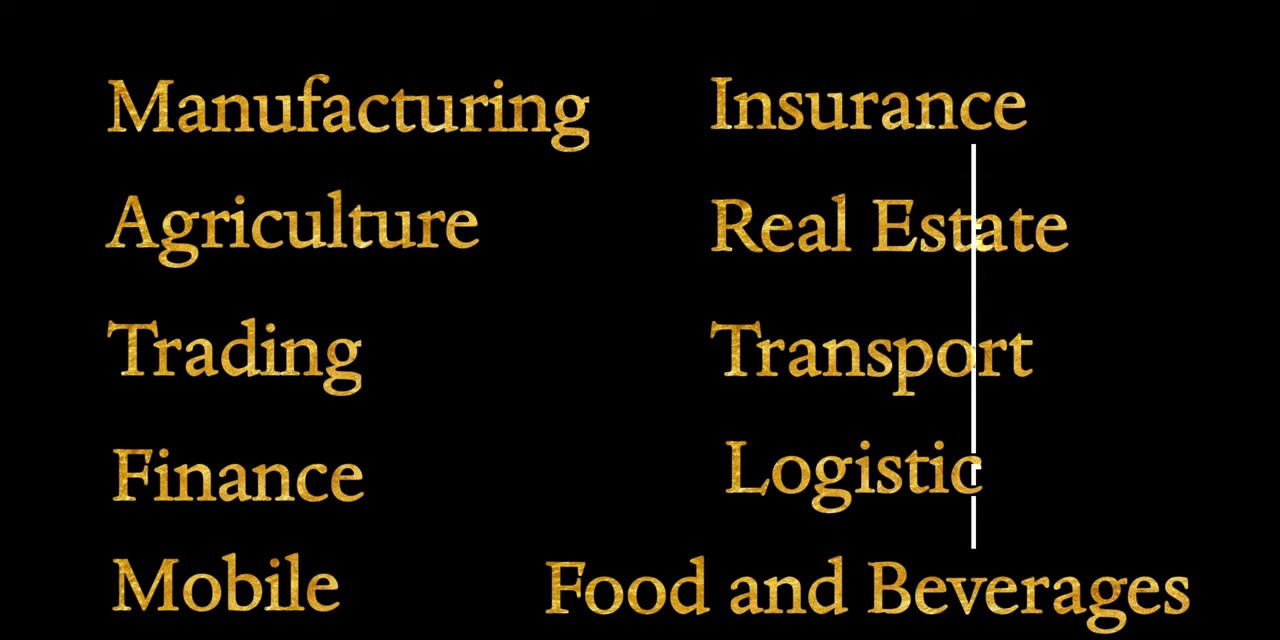 Manufacturing
Agriculture
Trading
Finance
Mobile
Insurance
Real Estate
Transport
Logistic
Food and Beverages